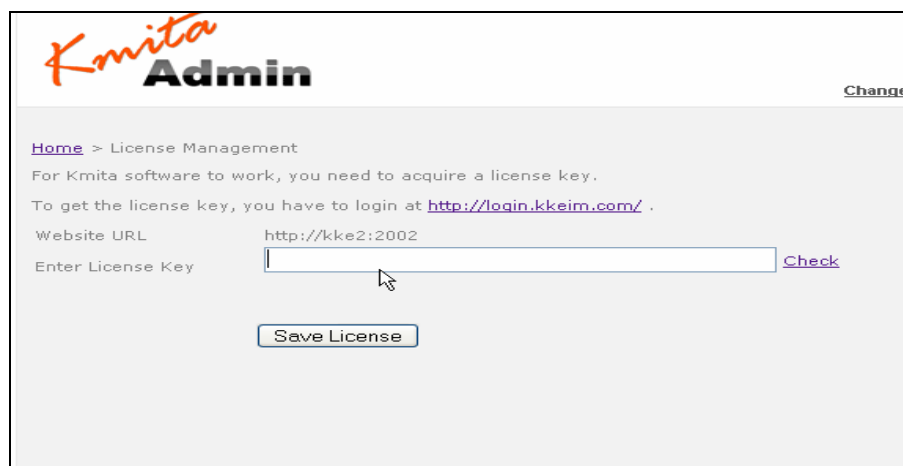 Kmita
Admin
Change
Home > License Management
For Kmita software to work, you need to acquire a license key.
To get the license key, you have to login at http://login.kkeim.com/ .
Website URL http://kke2:2002
Enter License Key Check
Save License